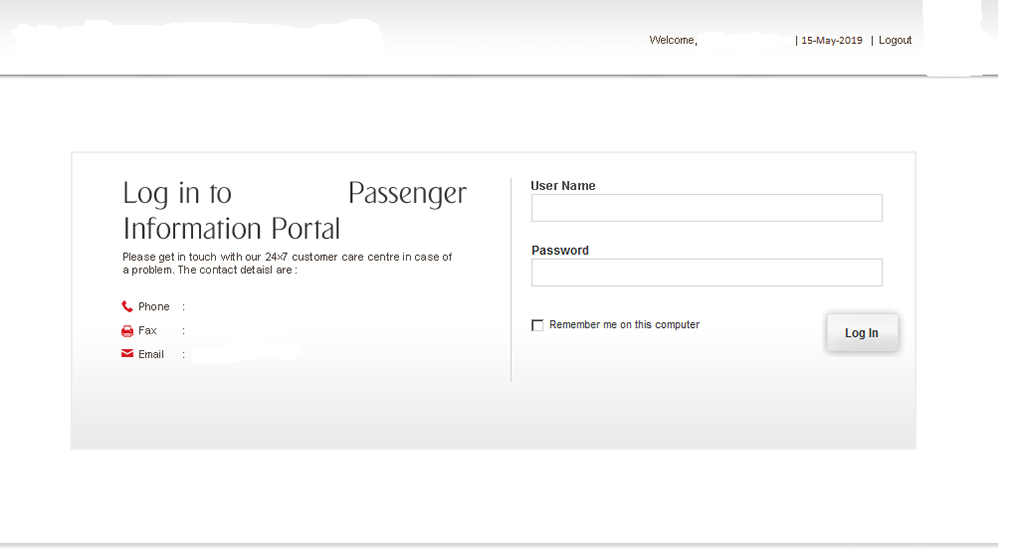 Welcome, | 15-May-2019 | Logout
Log in to Passenger
Information Portal
Please get in touch with our 24x7 customer care centre in case of
a problem. The contact detaisl are :
Phone :
Fax :
Email :
User Name
Password
Remember me on this computer
Log In